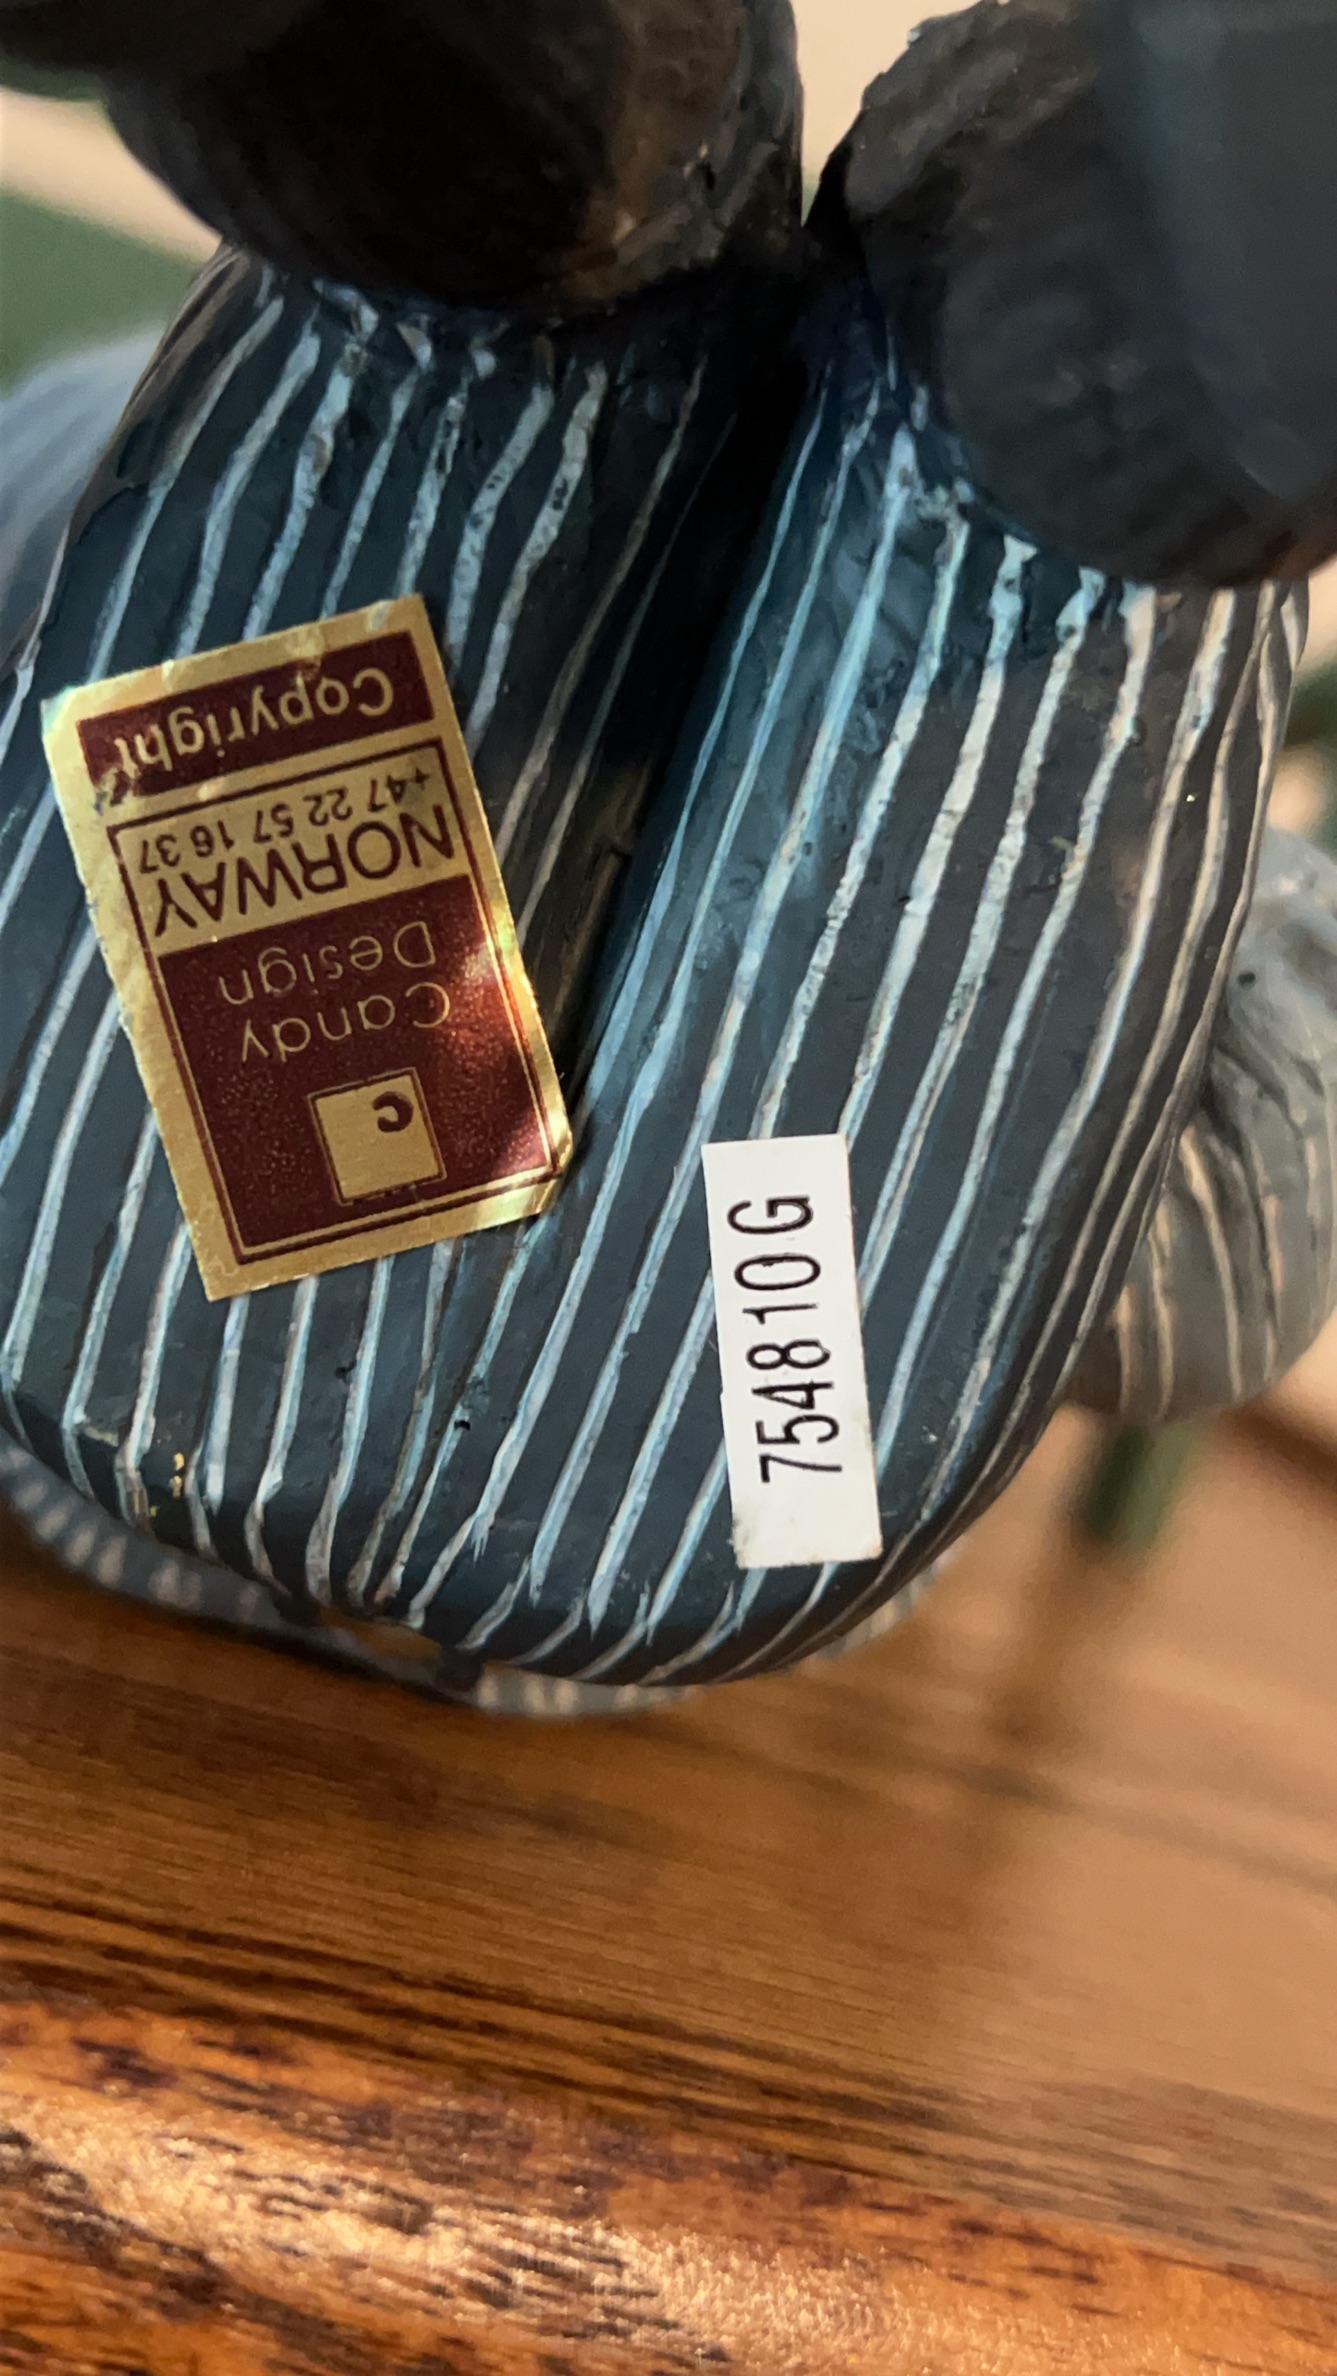 c
Candy
Design
NORWAY
+47 22 57 16 37
Copyright
754810G